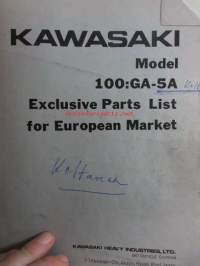 KAWASAKI
Model
100:GA-5A
Exclusive Parts List
for European Market
KAWASAKI HEAVY INDUSTRIES, LTD.